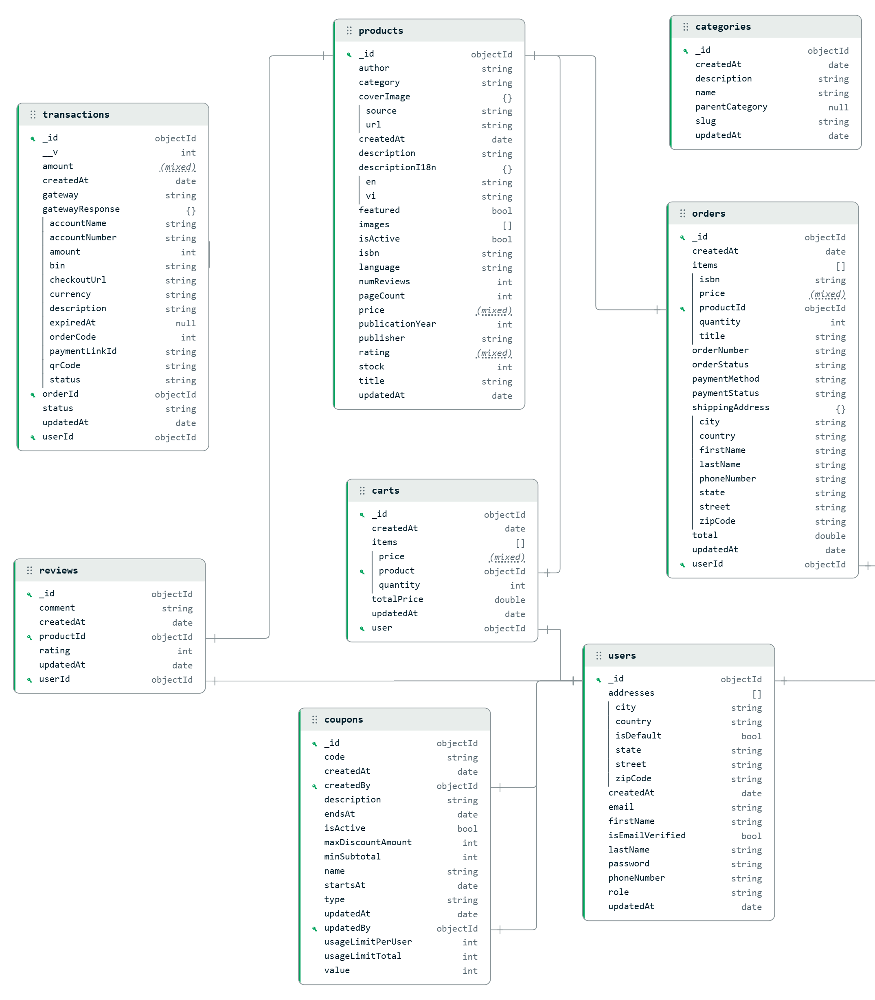 products
_id objectId
author string
category string
coverImage {}
source string
url string
createdAt date
description string
descriptionI18n {}
en string
vi string
featured bool
images []
isActive bool
isbn string
language string
numReviews int
pageCount int
price (mixed)
publicationYear int
publisher string
rating (mixed)
stock int
title string
updatedAt date
categories
_id objectId
createdAt date
description string
name string
parentCategory null
slug string
updatedAt date
transactions
_id objectId
__v int
amount (mixed)
createdAt date
gateway string
gatewayResponse {}
accountName string
accountNumber string
amount int
bin string
checkoutUrl string
currency string
description string
expiredAt null
orderCode int
paymentLinkId string
qrCode string
status string
orderId objectId
status string
updatedAt date
userId objectId
orders
_id objectId
createdAt date
items []
isbn string
price (mixed)
productId objectId
quantity int
title string
orderNumber string
orderStatus string
paymentMethod string
paymentStatus string
shippingAddress {}
city string
country string
firstName string
lastName string
phoneNumber string
state string
street string
zipCode string
total double
updatedAt date
userId objectId
carts
_id objectId
createdAt date
items []
price (mixed)
product objectId
quantity int
totalPrice double
updatedAt date
user objectId
reviews
_id objectId
comment string
createdAt date
productId objectId
rating int
updatedAt date
userId objectId
users
_id objectId
addresses []
city string
country string
isDefault bool
state string
street string
zipCode string
createdAt date
email string
firstName string
isEmailVerified bool
lastName string
password string
phoneNumber string
role string
updatedAt date
coupons
_id objectId
code string
createdAt date
createdBy objectId
description string
endsAt date
isActive bool
maxDiscountAmount int
minSubtotal int
name string
startsAt date
type string
updatedAt date
updatedBy objectId
usageLimitPerUser int
usageLimitTotal int
value int